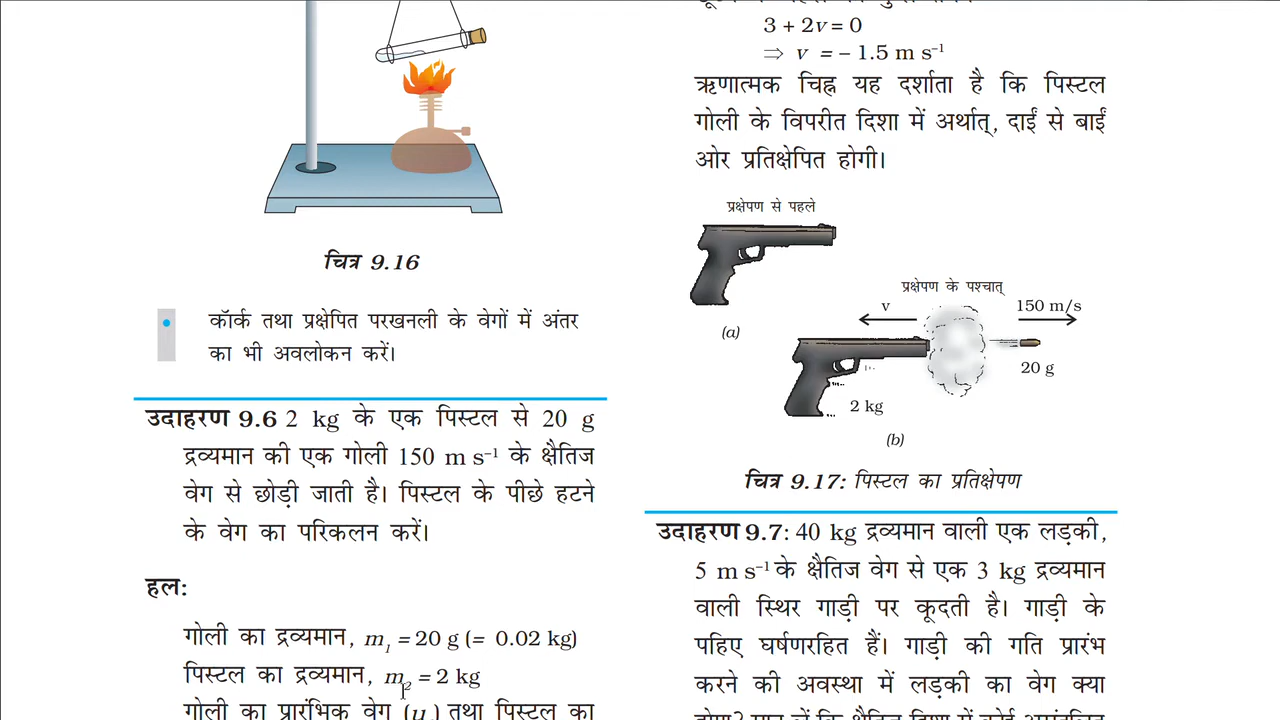 चित्र 9.16
• कॉर्क तथा प्रक्षेपित परखनली के वेगों में अंतर
का भी अवलोकन करें।
उदाहरण 9.6 2 kg के एक पिस्टल से 20 g
द्रव्यमान की एक गोली 150 m s⁻¹ के क्षैतिज
वेग से छोड़ी जाती है। पिस्टल के पीछे हटने
के वेग का परिकलन करें।
हल:
गोली का द्रव्यमान, m₁ = 20 g (= 0.02 kg)
पिस्टल का द्रव्यमान, m₂ = 2 kg
गोली का प्रारंभिक वेग (u₁) तथा पिस्टल का
3 + 2v = 0
⇒ v = – 1.5 m s⁻¹
ऋणात्मक चिह्न यह दर्शाता है कि पिस्टल
गोली के विपरीत दिशा में अर्थात्, दाईं से बाईं
ओर प्रतिक्षेपित होगी।
प्रक्षेपण से पहले
(a)
प्रक्षेपण के पश्चात्
v
150 m/s
20 g
2 kg
(b)
चित्र 9.17: पिस्टल का प्रतिक्षेपण
उदाहरण 9.7: 40 kg द्रव्यमान वाली एक लड़की,
5 m s⁻¹ के क्षैतिज वेग से एक 3 kg द्रव्यमान
वाली स्थिर गाड़ी पर कूदती है। गाड़ी के
पहिए घर्षणरहित हैं। गाड़ी की गति प्रारंभ
करने की अवस्था में लड़की का वेग क्या
होगा? मान लें कि क्षैतिज दिशा में कोई असंतुलित